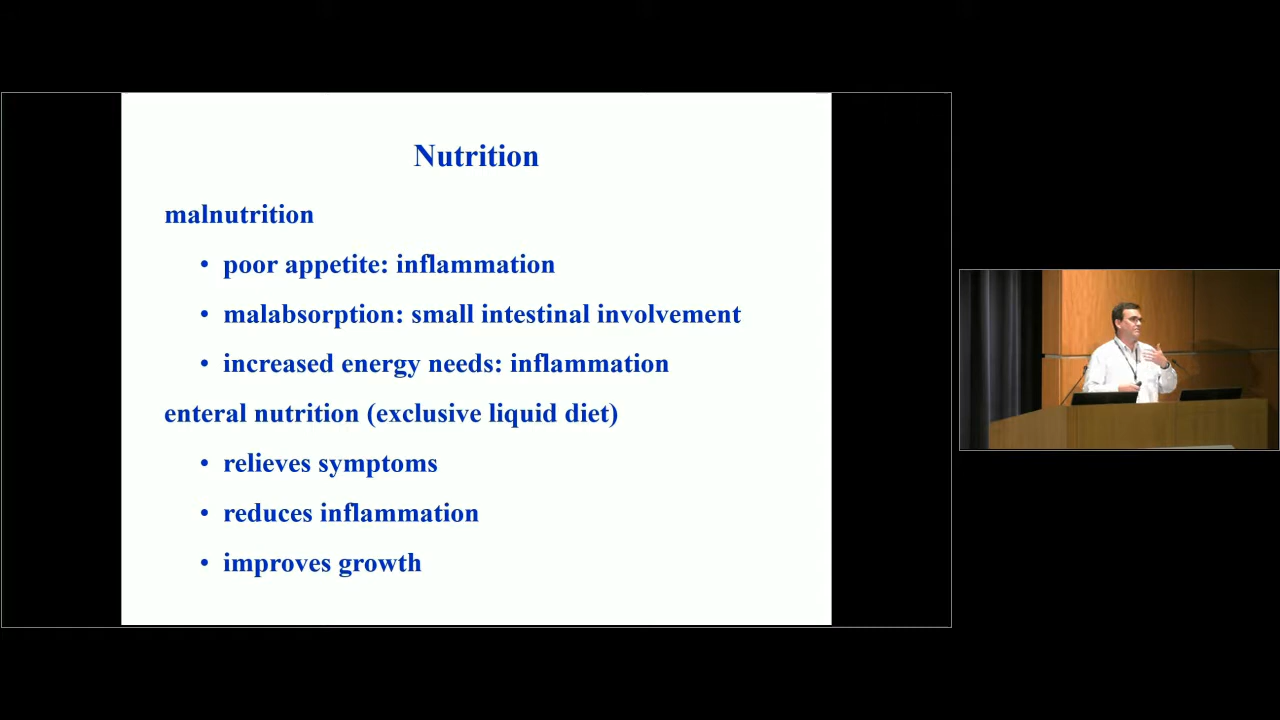 Nutrition
malnutrition
• poor appetite: inflammation
• malabsorption: small intestinal involvement
• increased energy needs: inflammation
enteral nutrition (exclusive liquid diet)
• relieves symptoms
• reduces inflammation
• improves growth